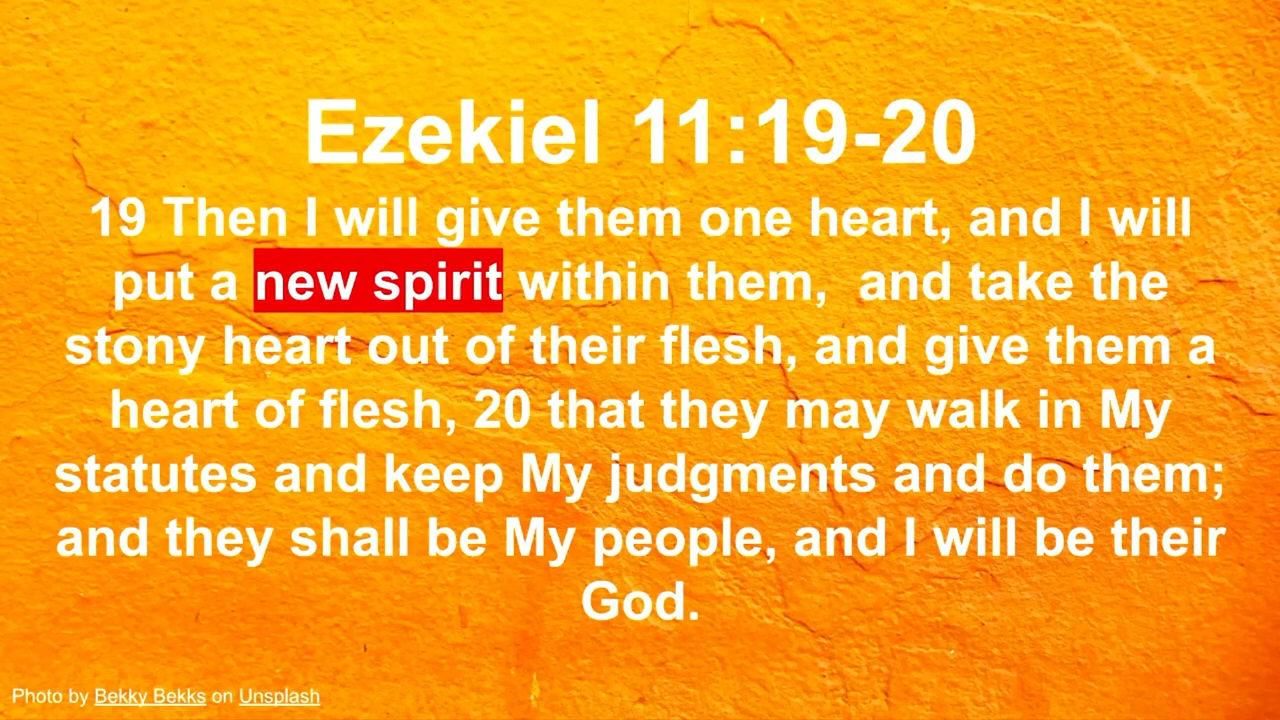 Ezekiel 11:19-20
19 Then I will give them one heart, and I will
put a new spirit within them,  and take the
stony heart out of their flesh, and give them a
heart of flesh, 20 that they may walk in My
statutes and keep My judgments and do them;
and they shall be My people, and I will be their
God.
Photo by Bekky Bekks on Unsplash